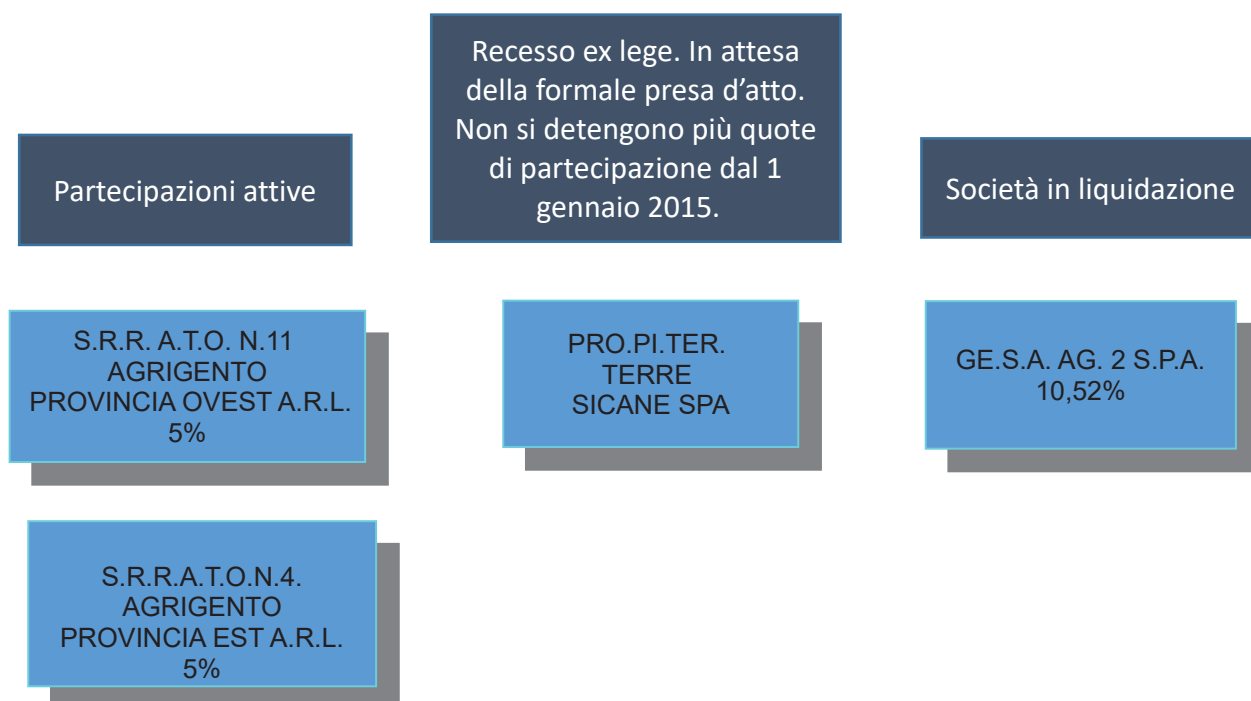 Partecipazioni attive
Recesso ex lege. In attesa
della formale presa d’atto.
Non si detengono più quote
di partecipazione dal 1
gennaio 2015.
Società in liquidazione
S.R.R. A.T.O. N.11
AGRIGENTO
PROVINCIA OVEST A.R.L.
5%
PRO.PI.TER.
TERRE
SICANE SPA
GE.S.A. AG. 2 S.P.A.
10,52%
S.R.R.A.T.O.N.4.
AGRIGENTO
PROVINCIA EST A.R.L.
5%